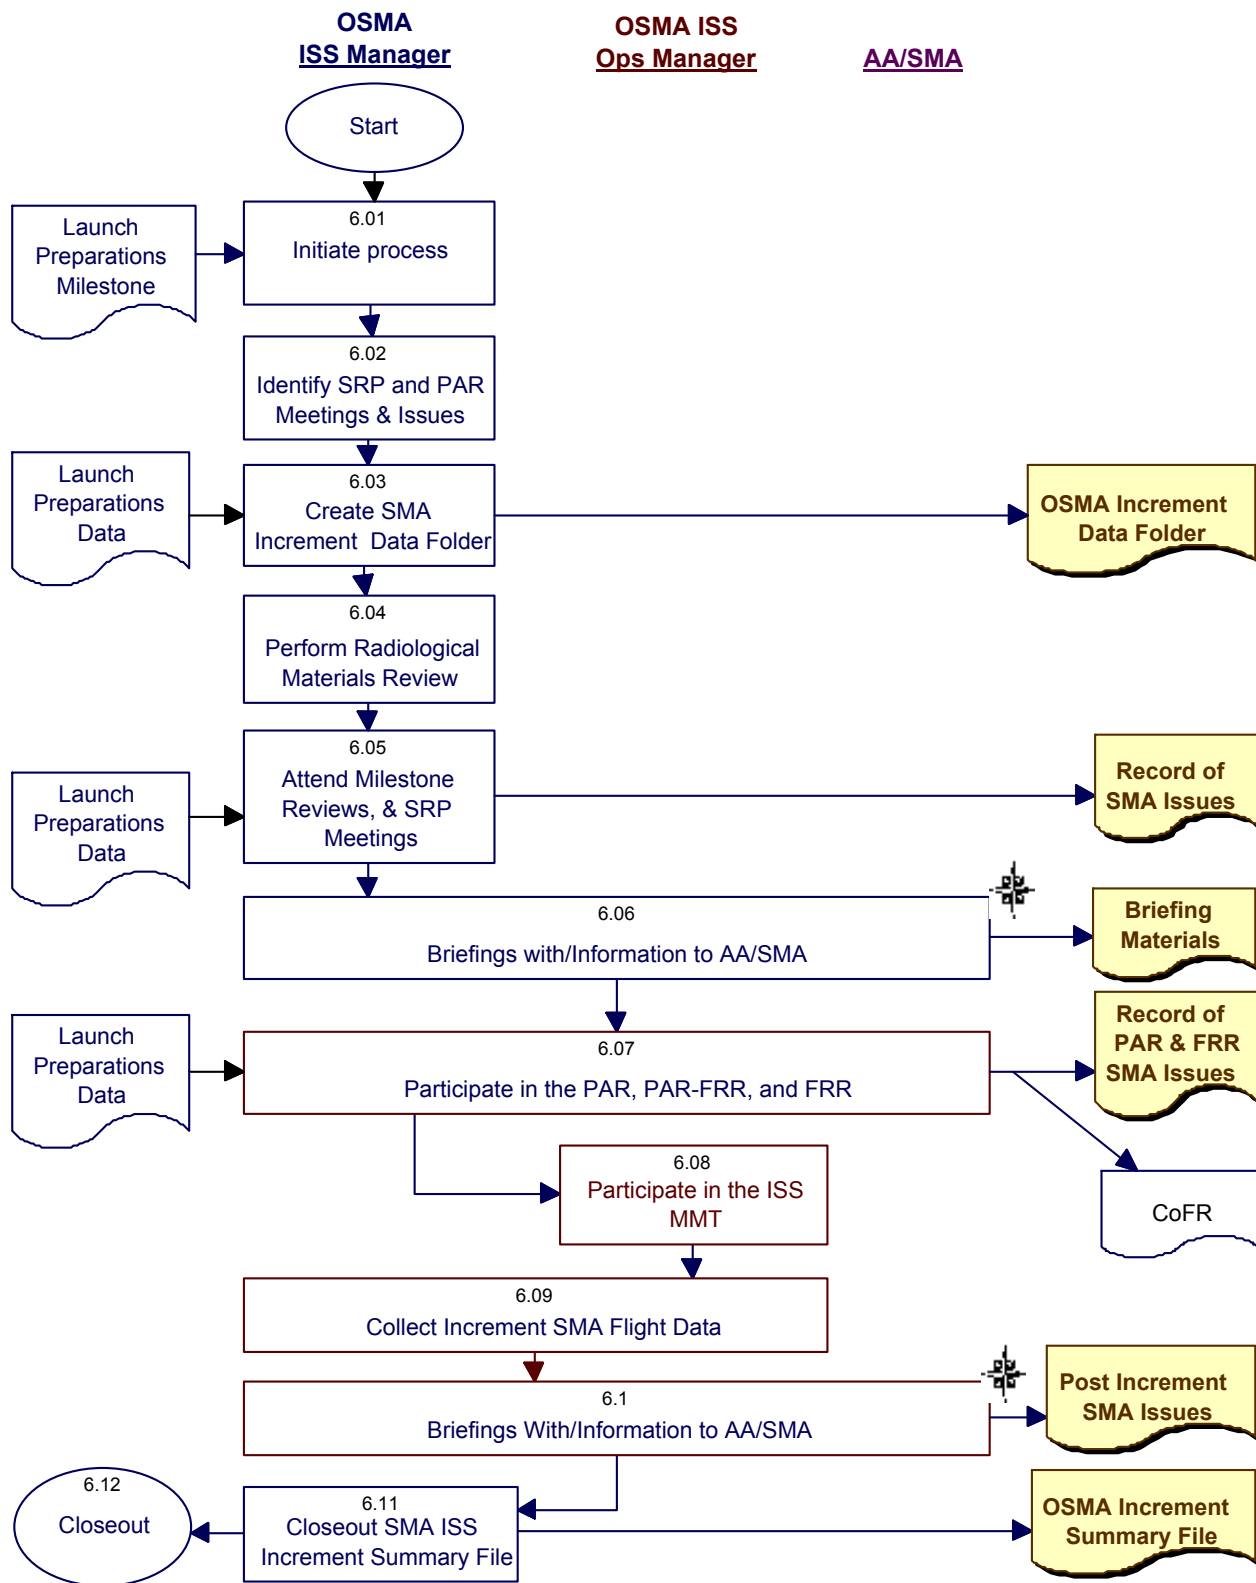 OSMA
ISS Manager
OSMA ISS
Ops Manager
AA/SMA
Start
Launch
Preparations
Milestone
6.01
Initiate process
6.02
Identify SRP and PAR
Meetings & Issues
Launch
Preparations
Data
6.03
Create SMA
Increment Data Folder
OSMA Increment
Data Folder
6.04
Perform Radiological
Materials Review
Launch
Preparations
Data
6.05
Attend Milestone
Reviews, & SRP
Meetings
Record of
SMA Issues
6.06
Briefings with/Information to AA/SMA
Briefing
Materials
Launch
Preparations
Data
6.07
Participate in the PAR, PAR-FRR, and FRR
Record of
PAR & FRR
SMA Issues
6.08
Participate in the ISS
MMT
CoFR
6.09
Collect Increment SMA Flight Data
6.1
Briefings With/Information to AA/SMA
Post Increment
SMA Issues
6.12
Closeout
6.11
Closeout SMA ISS
Increment Summary File
OSMA Increment
Summary File